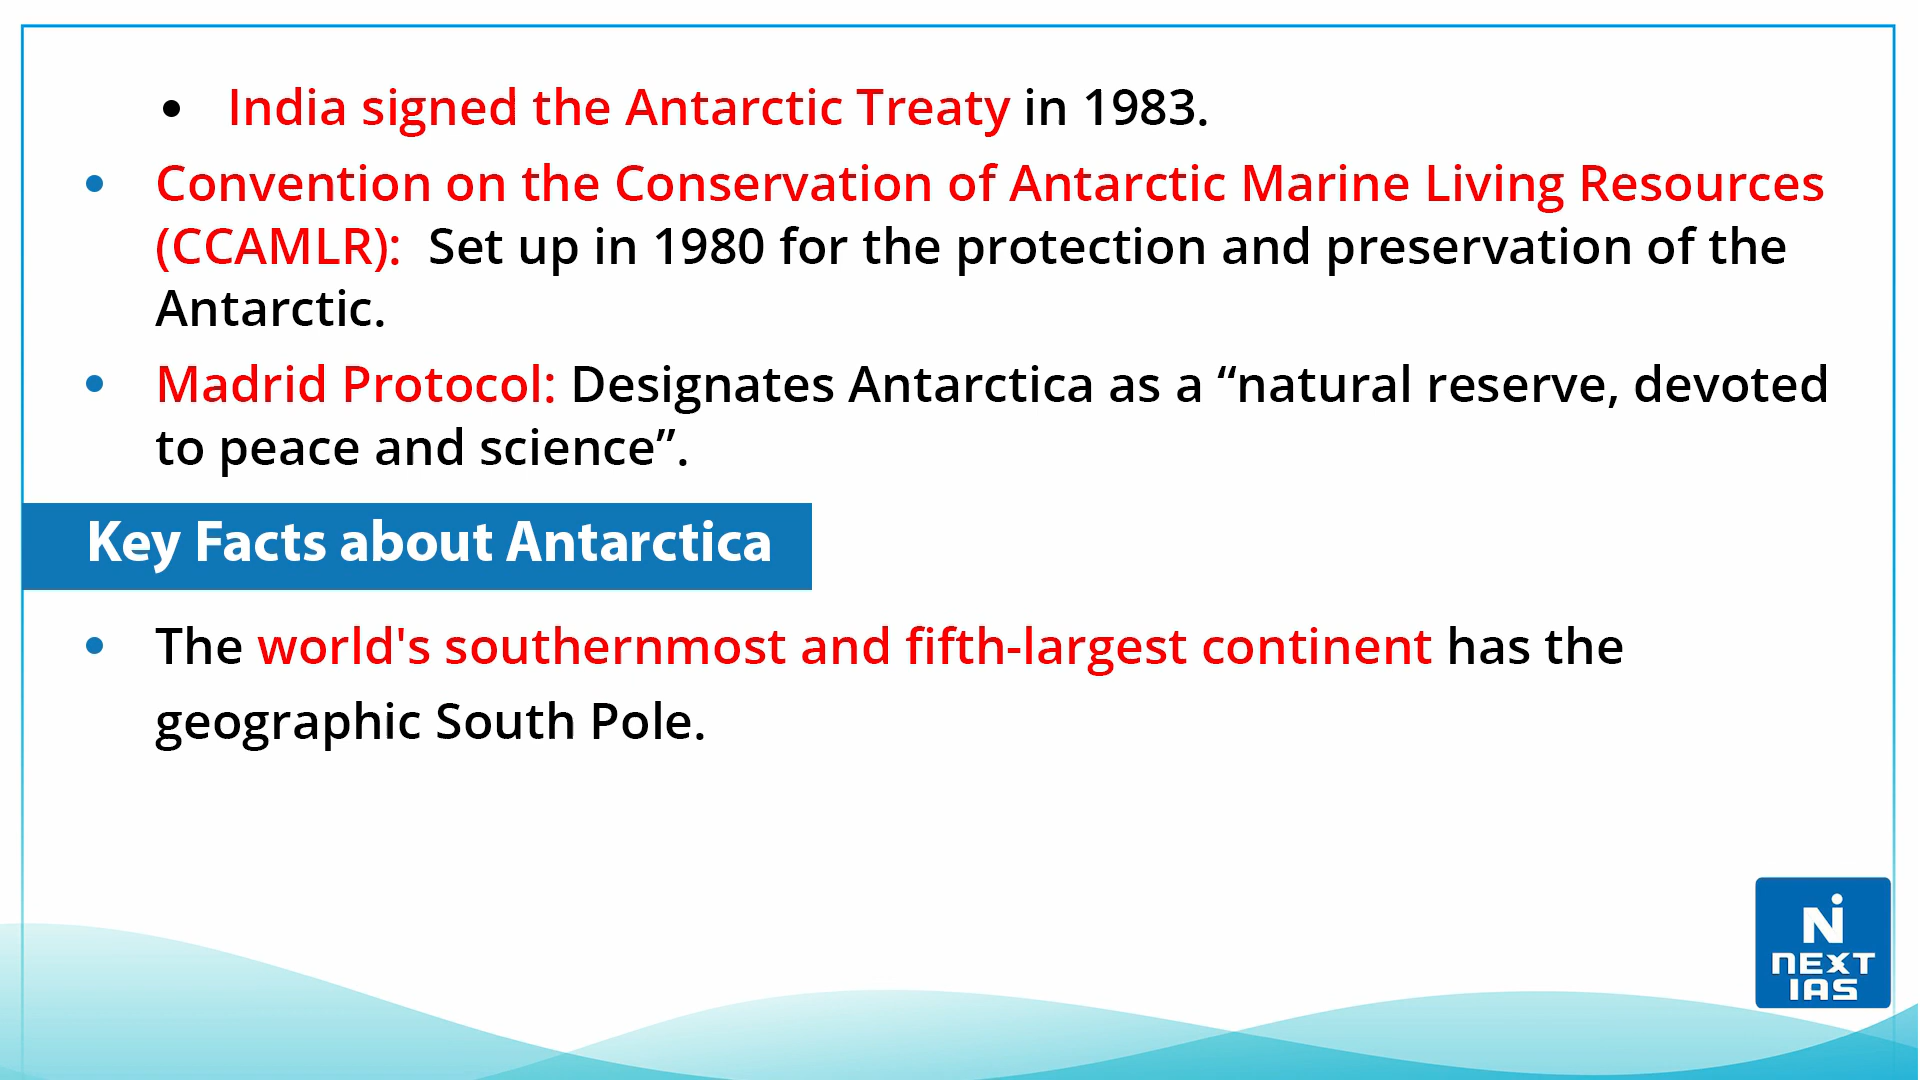 • India signed the Antarctic Treaty in 1983.
• Convention on the Conservation of Antarctic Marine Living Resources
(CCAMLR): Set up in 1980 for the protection and preservation of the
Antarctic.
• Madrid Protocol: Designates Antarctica as a “natural reserve, devoted
to peace and science”.
Key Facts about Antarctica
• The world's southernmost and fifth-largest continent has the
geographic South Pole.
N
NEXT
IAS